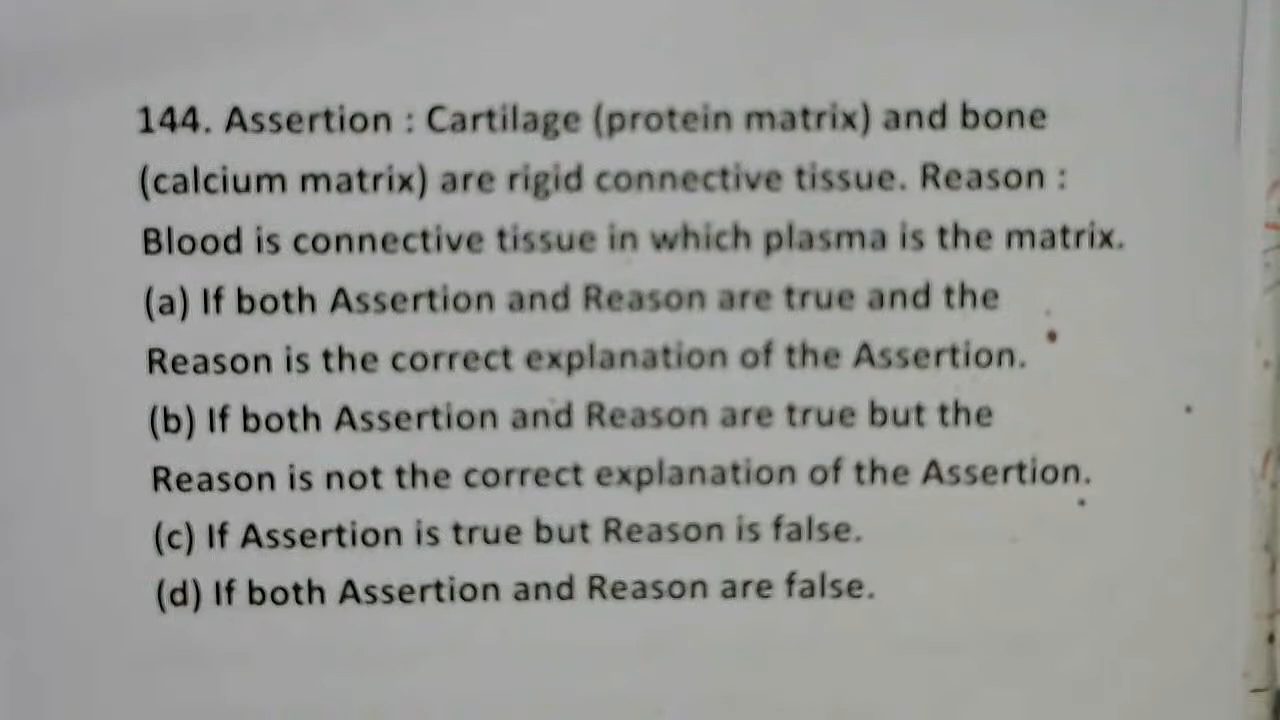 144. Assertion : Cartilage (protein matrix) and bone
(calcium matrix) are rigid connective tissue. Reason :
Blood is connective tissue in which plasma is the matrix.
(a) If both Assertion and Reason are true and the
Reason is the correct explanation of the Assertion.
(b) If both Assertion and Reason are true but the
Reason is not the correct explanation of the Assertion.
(c) If Assertion is true but Reason is false.
(d) If both Assertion and Reason are false.